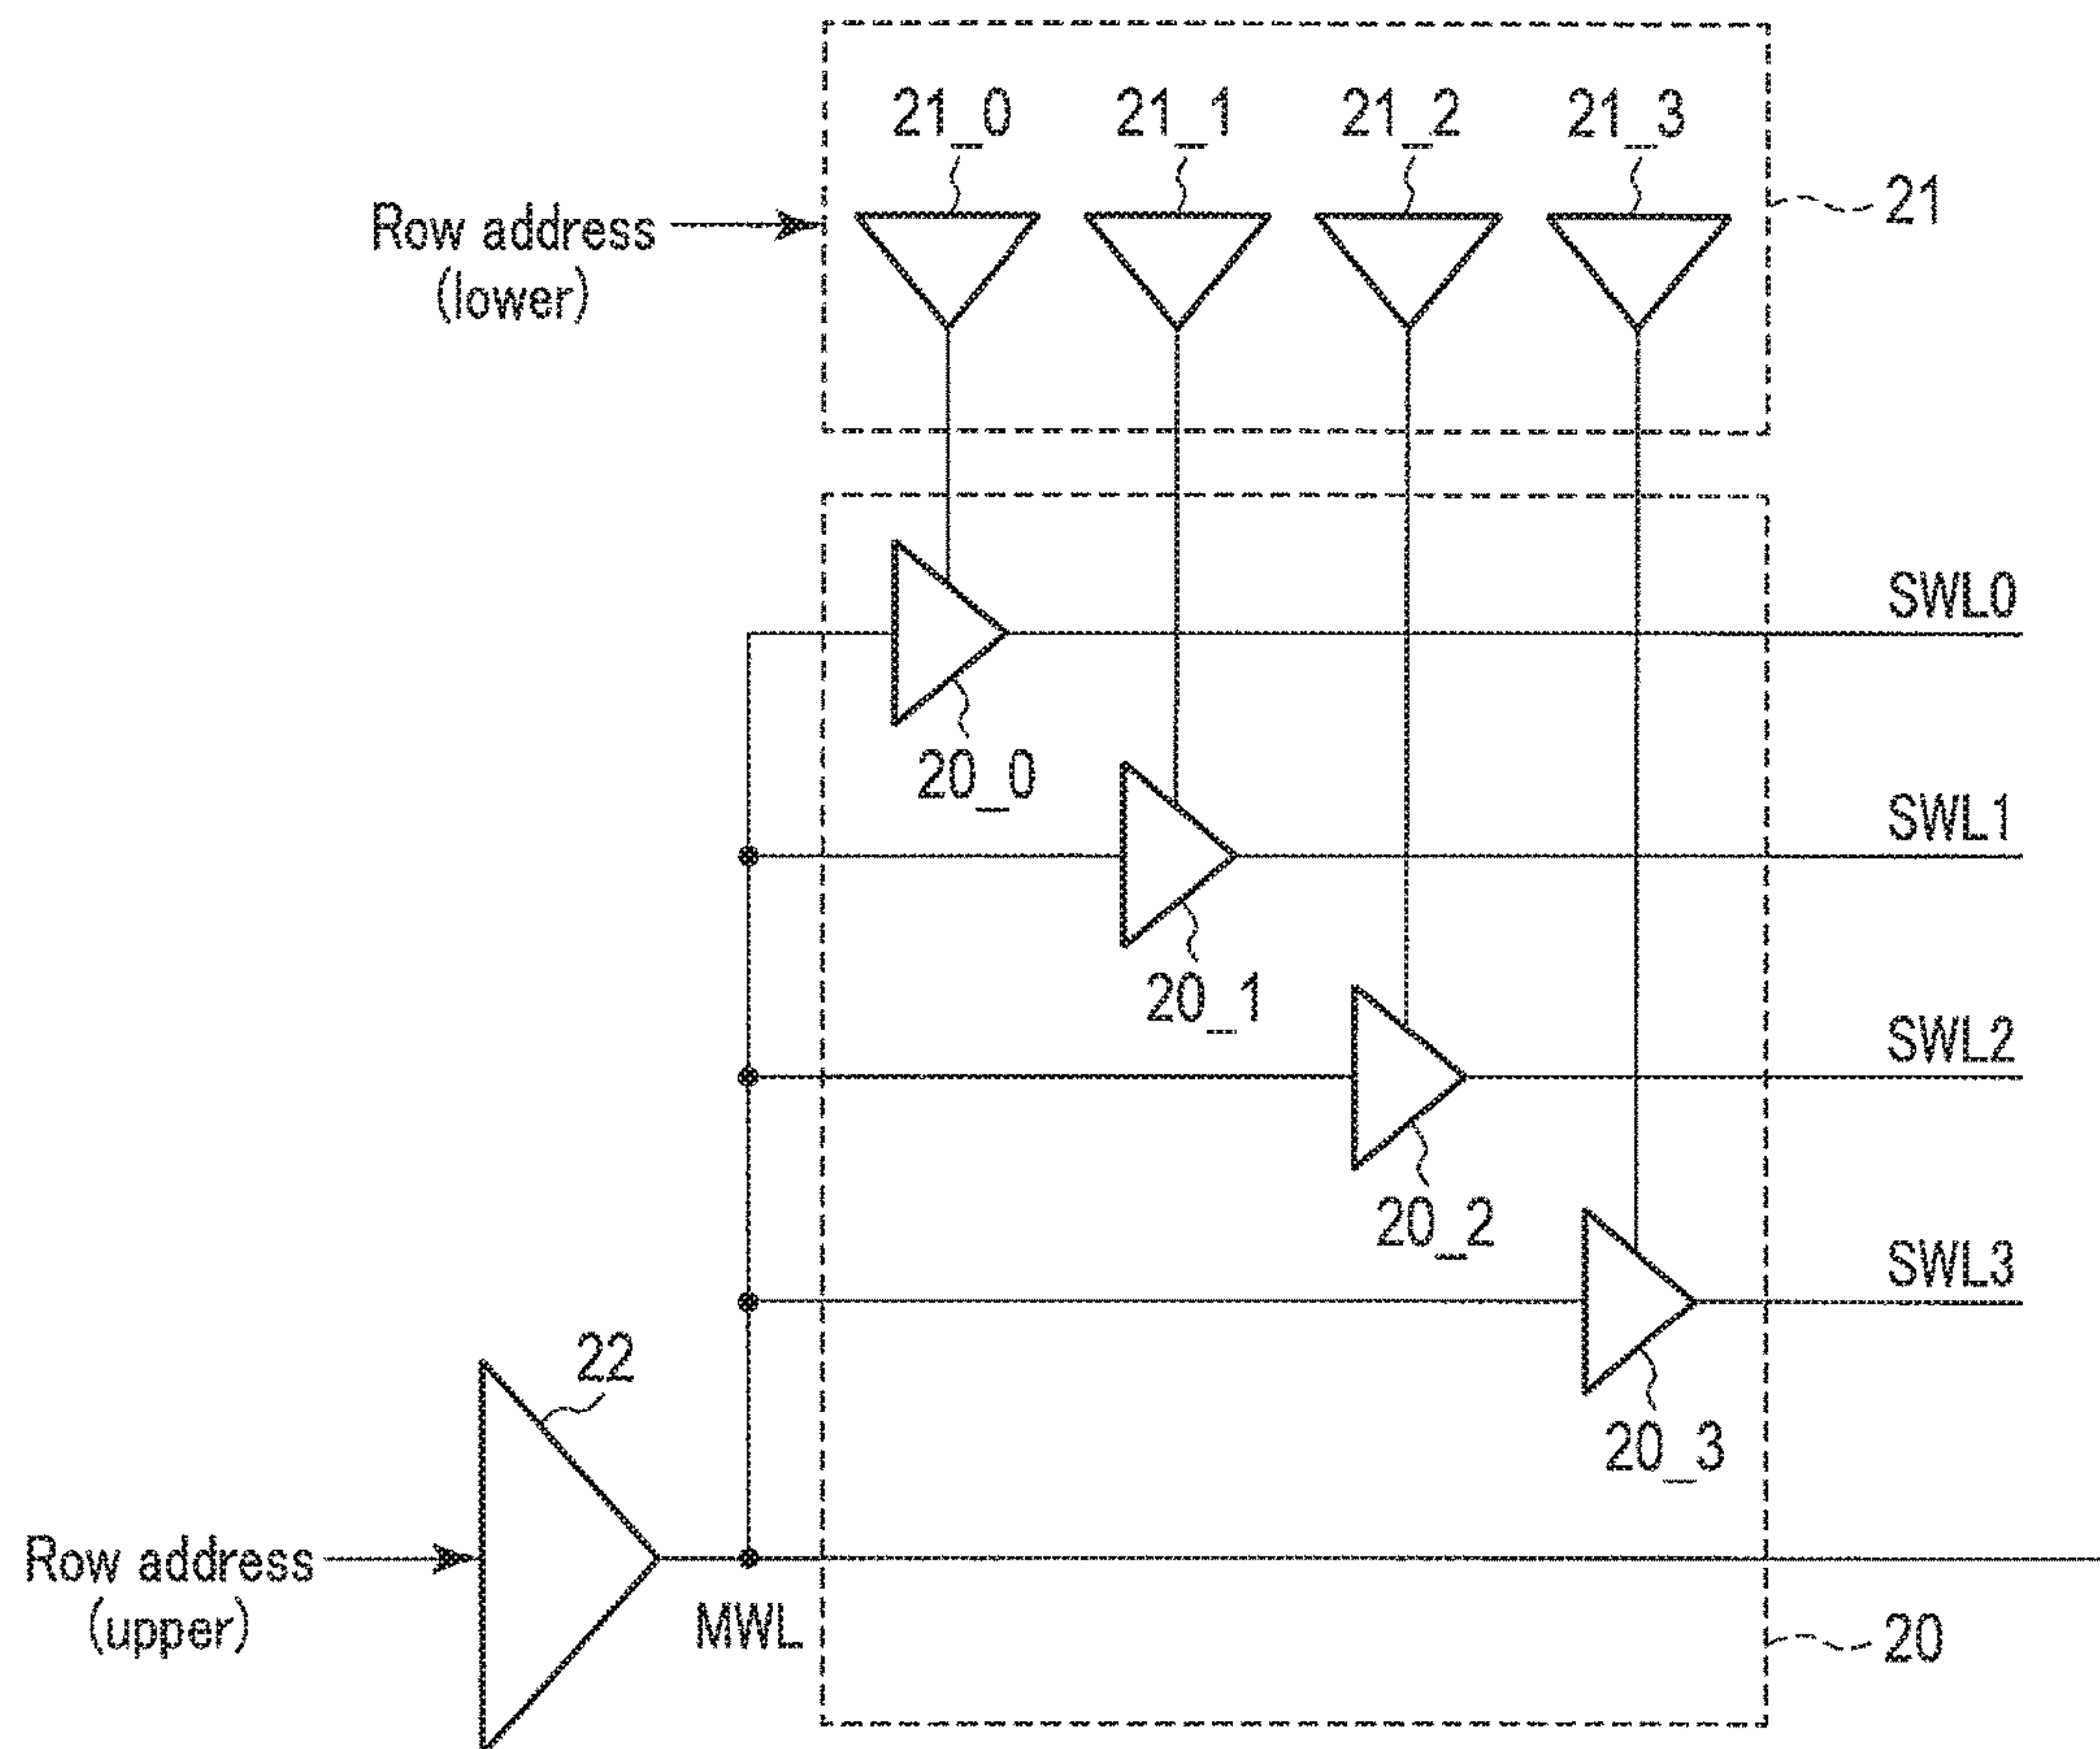 21_0
21_1
21_2
21_3
Row address
(lower)
21
SWL0
20_0
SWL1
20_1
SWL2
20_2
SWL3
20_3
22
Row address
(upper)
MWL
20